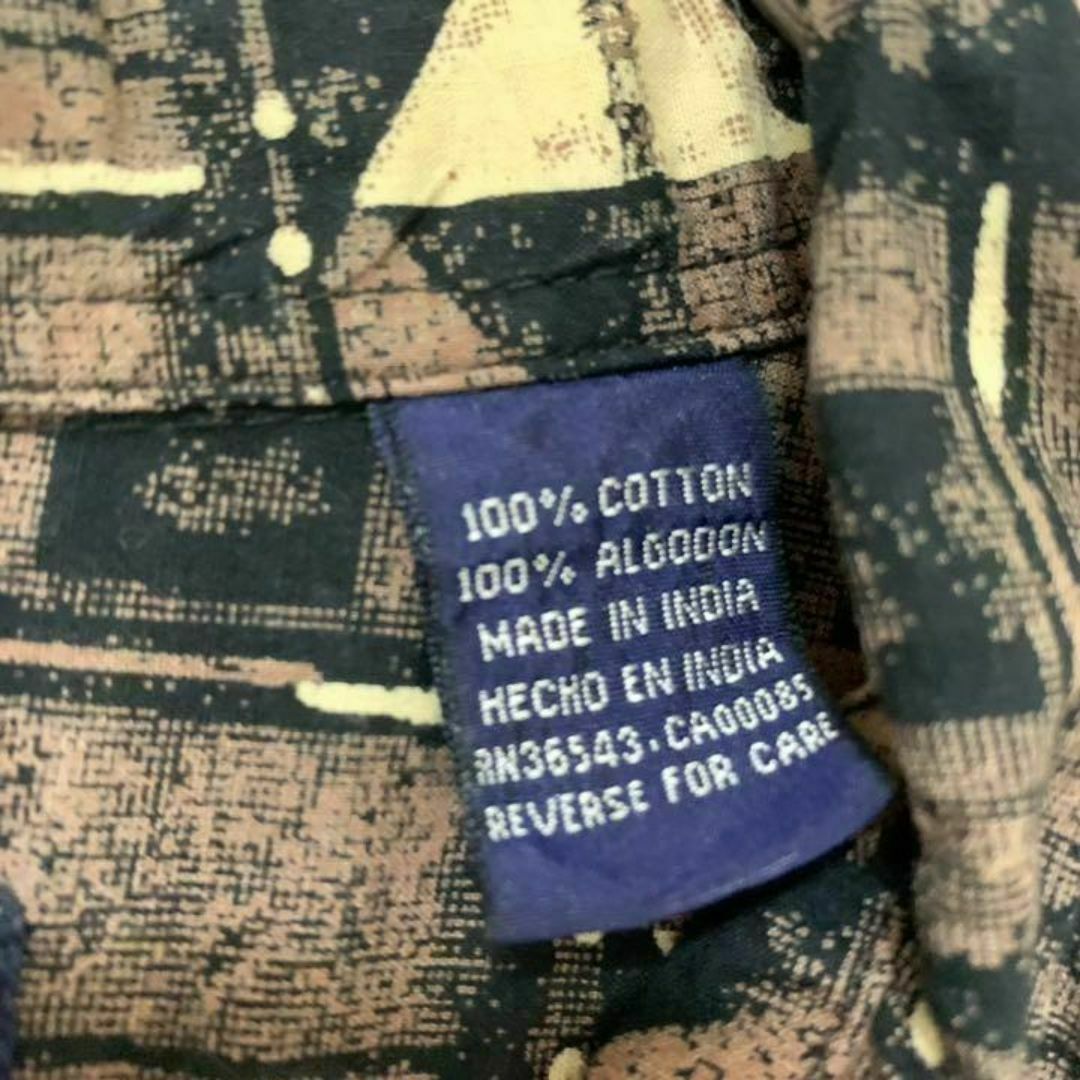 100% COTTON
100% ALGODON
MADE IN INDIA
HECHO EN INDIA
RN36543·CA00085
REVERSE FOR CARE